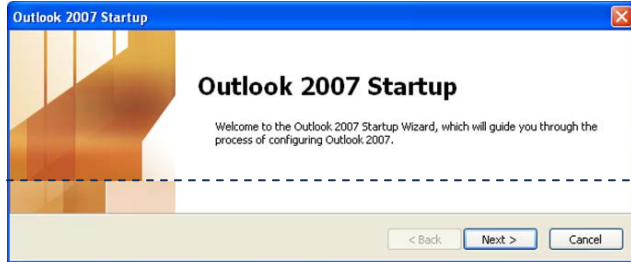 Outlook 2007 Startup
Outlook 2007 Startup
Welcome to the Outlook 2007 Startup Wizard, which will guide you through the
process of configuring Outlook 2007.
< Back Next > Cancel